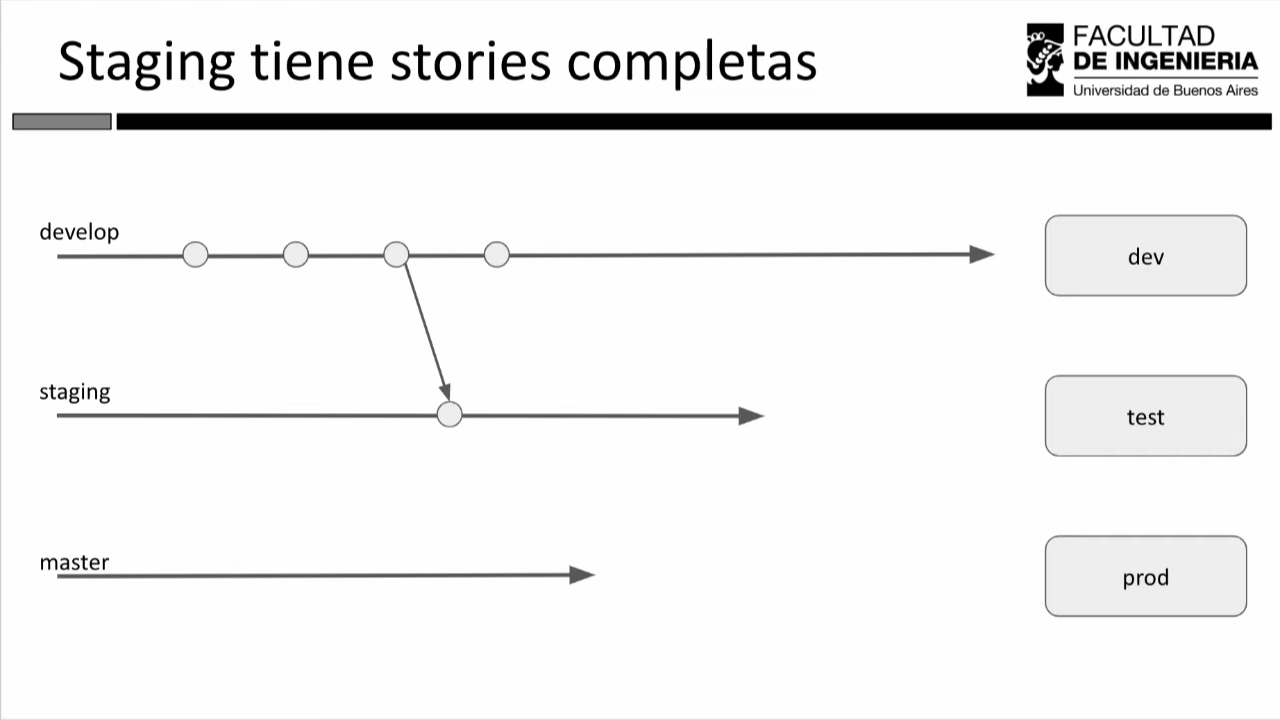 Staging tiene stories completas
FACULTAD
DE INGENIERIA
Universidad de Buenos Aires
develop
dev
staging
test
master
prod